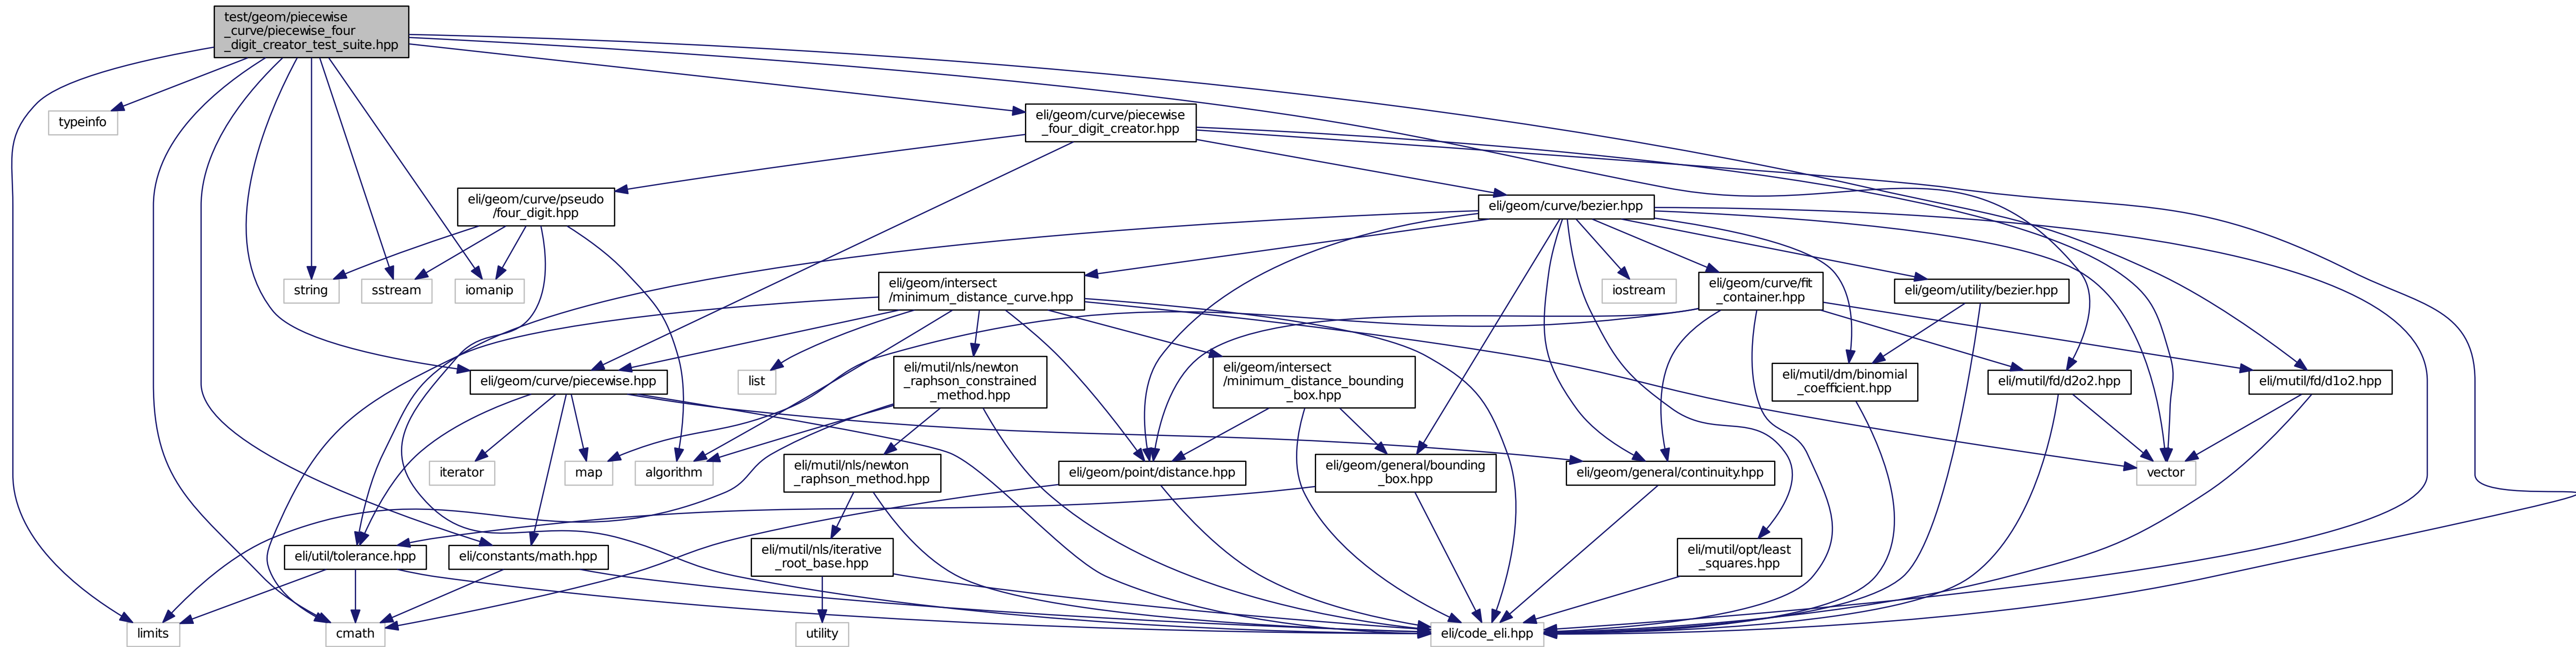 test/geom/piecewise
_curve/piecewise_four
_digit_creator_test_suite.hpp
typeinfo
eli/geom/curve/piecewise
_four_digit_creator.hpp
eli/geom/curve/pseudo
/four_digit.hpp
eli/geom/curve/bezier.hpp
string
sstream
iomanip
eli/geom/intersect
/minimum_distance_curve.hpp
iostream
eli/geom/curve/fit
_container.hpp
eli/geom/utility/bezier.hpp
eli/geom/curve/piecewise.hpp
list
eli/mutil/nls/newton
_raphson_constrained
_method.hpp
eli/geom/intersect
/minimum_distance_bounding
_box.hpp
eli/mutil/dm/binomial
_coefficient.hpp
eli/mutil/fd/d2o2.hpp
eli/mutil/fd/d1o2.hpp
iterator
map
algorithm
eli/mutil/nls/newton
_raphson_method.hpp
eli/geom/point/distance.hpp
eli/geom/general/bounding
_box.hpp
eli/geom/general/continuity.hpp
vector
eli/util/tolerance.hpp
eli/constants/math.hpp
eli/mutil/nls/iterative
_root_base.hpp
eli/mutil/opt/least
_squares.hpp
limits
cmath
utility
eli/code_eli.hpp